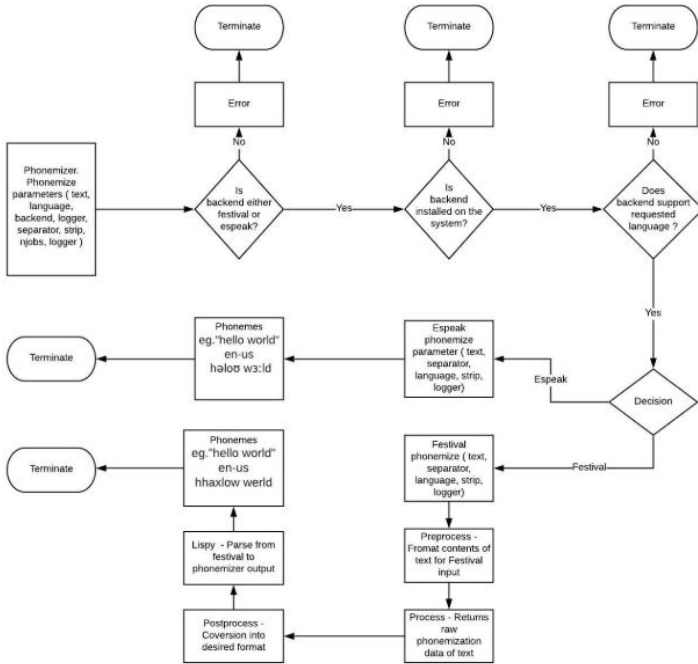 Terminate
Terminate
Terminate
Error
Error
Error
No
No
No
Phonemizer.
Phonemize
parameters ( text,
language,
backend, logger,
separator, strip,
njobs, logger )
Is
backend either
festival or
espeak?
Yes
Is
backend
installed on the
system?
Yes
Does
backend support
requested
language ?
Yes
Terminate
Phonemes
eg."hello world"
en-us
həloʊ wɜːld
Espeak
phonemize
parameter ( text,
separator,
language, strip,
logger)
Espeak
Decision
Terminate
Phonemes
eg."hello world"
en-us
hhaxlow werld
Festival
phonemize ( text,
separator,
language, strip,
logger)
Festival
Lispy - Parse from
festival to
phonemizer output
Preprocess -
Fromat contents of
text for Festival
input
Postprocess -
Coversion into
desired format
Process - Returns
raw
phonemization
data of text